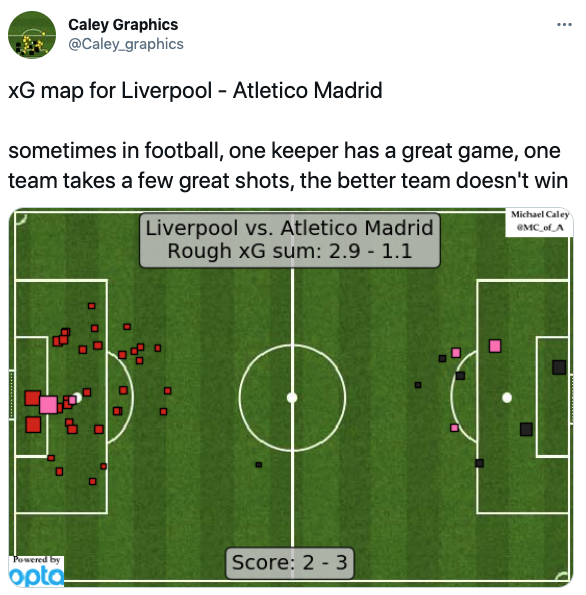 Caley Graphics
@Caley_graphics
xG map for Liverpool - Atletico Madrid
sometimes in football, one keeper has a great game, one
team takes a few great shots, the better team doesn't win
Michael Caley
@MC_of_A
Liverpool vs. Atletico Madrid
Rough xG sum: 2.9 - 1.1
Score: 2 - 3
Powered by
opta